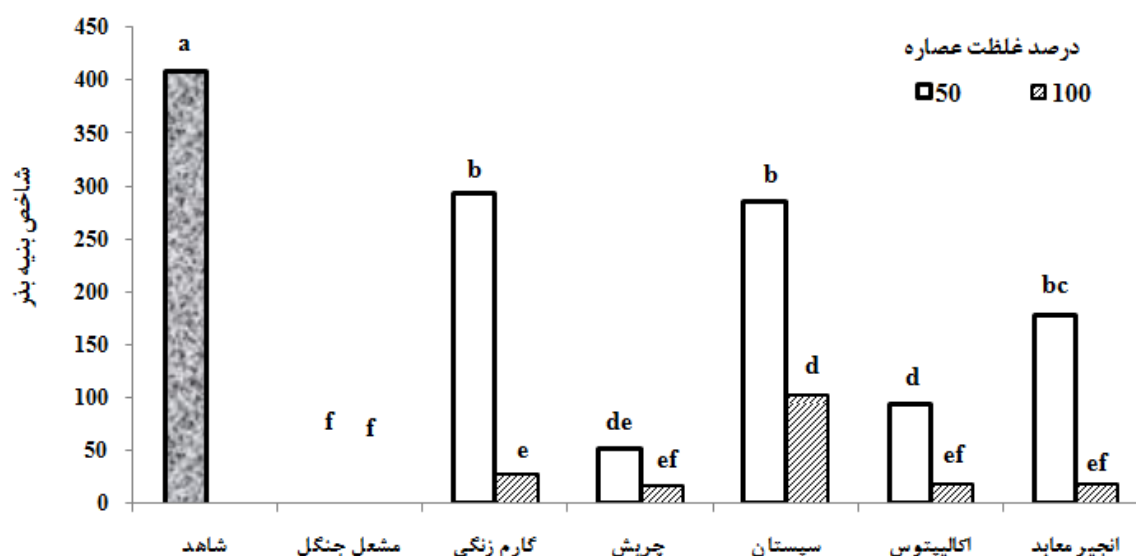 450
400
350
300
250
200
150
100
50
0
شاخص بنیه بذر
درصد غلظت عصاره
50 100
a
f f
b
e
de
ef
b
d
d
ef
bc
ef
شاهد مشعل جنگل گارم زنگی چریش سپستان اکالیپتوس انجیر معابد